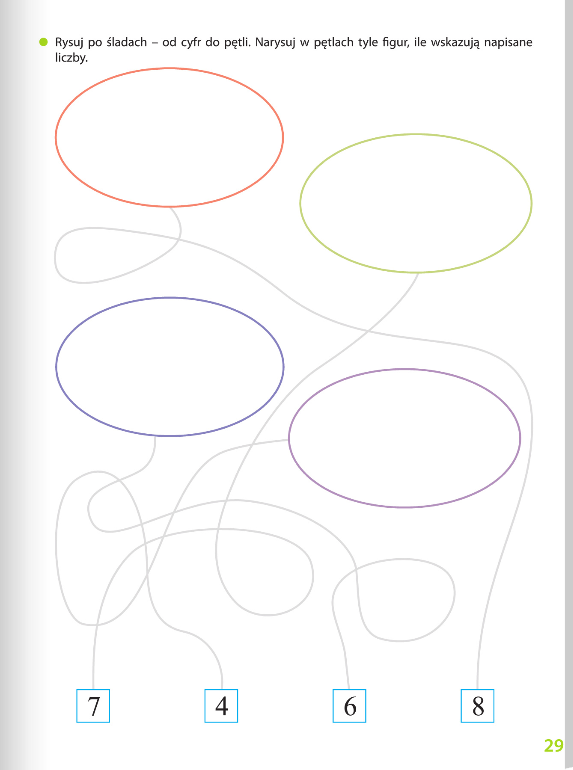 Rysuj po śladach – od cyfr do pętli. Narysuj w pętlach tyle figur, ile wskazują napisane
liczby.
7 4 6 8
29